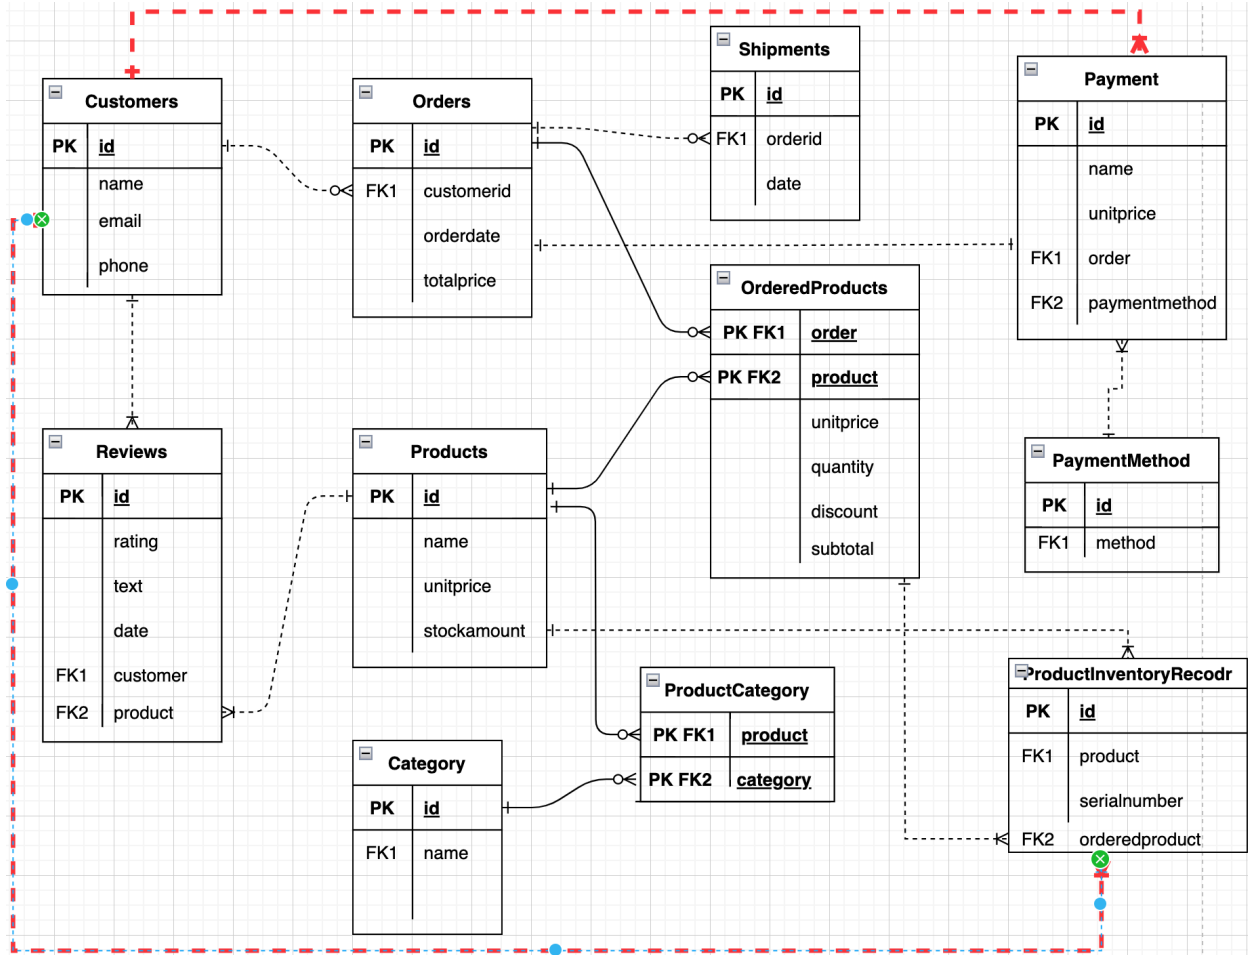 Customers
PK id
name
email
phone
Orders
PK id
FK1 customerid
orderdate
totalprice
Shipments
PK id
FK1 orderid
date
Payment
PK id
name
unitprice
FK1 order
FK2 paymentmethod
OrderedProducts
PK FK1 order
PK FK2 product
unitprice
quantity
discount
subtotal
Reviews
PK id
rating
text
date
FK1 customer
FK2 product
Products
PK id
name
unitprice
stockamount
PaymentMethod
PK id
FK1 method
ProductCategory
PK FK1 product
PK FK2 category
ProductInventoryRecodr
PK id
FK1 product
serialnumber
FK2 orderedproduct
Category
PK id
FK1 name